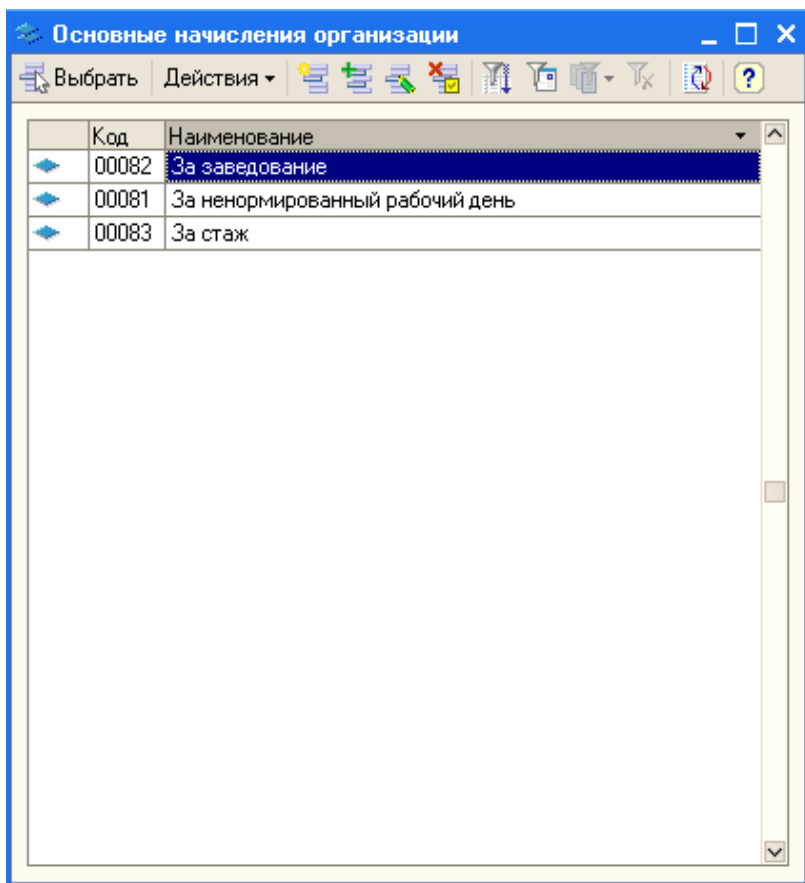 Основные начисления организации
Выбрать Действия ?
Код Наименование
00082 За заведование
00081 За ненормированный рабочий день
00083 За стаж